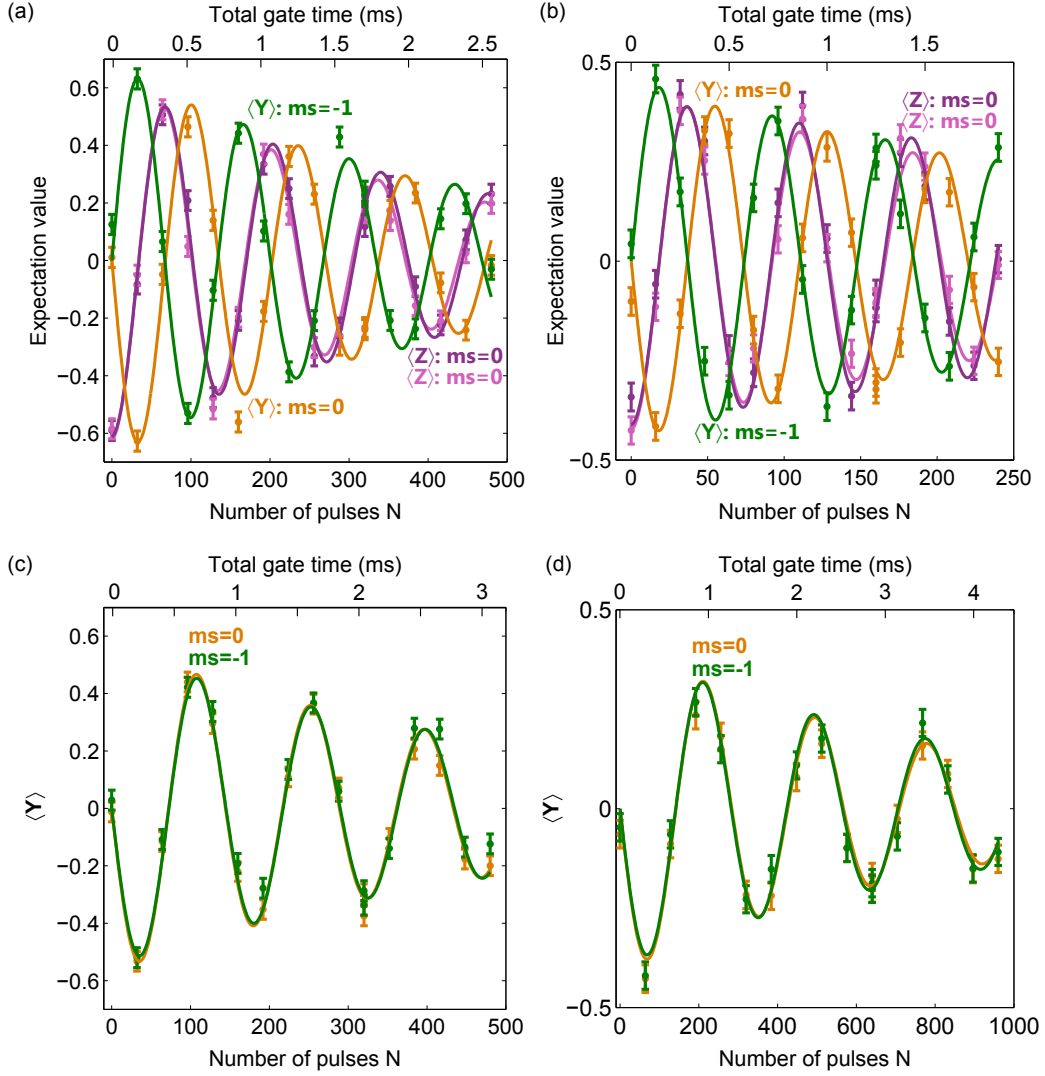 (a)
Total gate time (ms)
0 0.5 1 1.5 2 2.5
0.6
0.4
0.2
0
−0.2
−0.4
−0.6
Expectation value
⟨Y⟩: ms=-1
⟨Z⟩: ms=0
⟨Z⟩: ms=0
⟨Y⟩: ms=0
0 100 200 300 400 500
Number of pulses N
(b)
Total gate time (ms)
0 0.5 1 1.5
0.5
0
−0.5
Expectation value
⟨Y⟩: ms=0
⟨Z⟩: ms=0
⟨Z⟩: ms=0
⟨Y⟩: ms=-1
0 50 100 150 200 250
Number of pulses N
(c)
Total gate time (ms)
0 1 2 3
0.6
0.4
0.2
0
−0.2
−0.4
−0.6
⟨Y⟩
ms=0
ms=-1
0 100 200 300 400 500
Number of pulses N
(d)
Total gate time (ms)
0 1 2 3 4
0.5
0
−0.5
⟨Y⟩
ms=0
ms=-1
0 200 400 600 800 1000
Number of pulses N